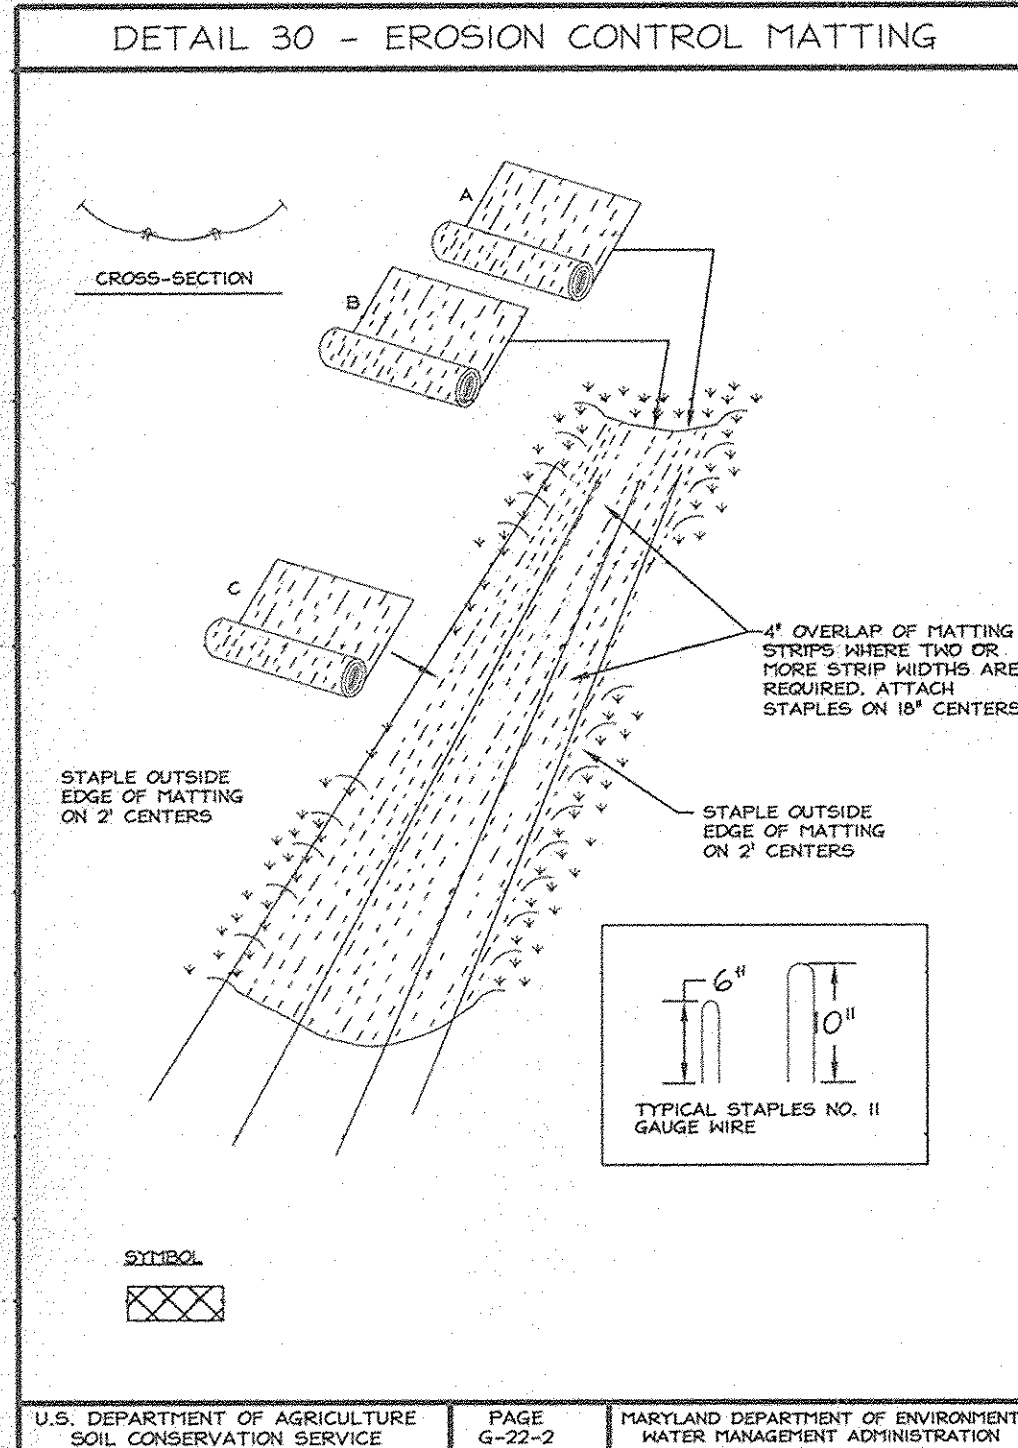 DETAIL 30 - EROSION CONTROL MATTING
A
CROSS-SECTION
B
C
4" OVERLAP OF MATTING
STRIPS WHERE TWO OR
MORE STRIP WIDTHS ARE
REQUIRED. ATTACH
STAPLES ON 18" CENTERS
STAPLE OUTSIDE
EDGE OF MATTING
ON 2' CENTERS
STAPLE OUTSIDE
EDGE OF MATTING
ON 2' CENTERS
6"
10"
TYPICAL STAPLES NO. 11
GAUGE WIRE
SYMBOL
U.S. DEPARTMENT OF AGRICULTURE
SOIL CONSERVATION SERVICE
PAGE
G-22-2
MARYLAND DEPARTMENT OF ENVIRONMENT
WATER MANAGEMENT ADMINISTRATION